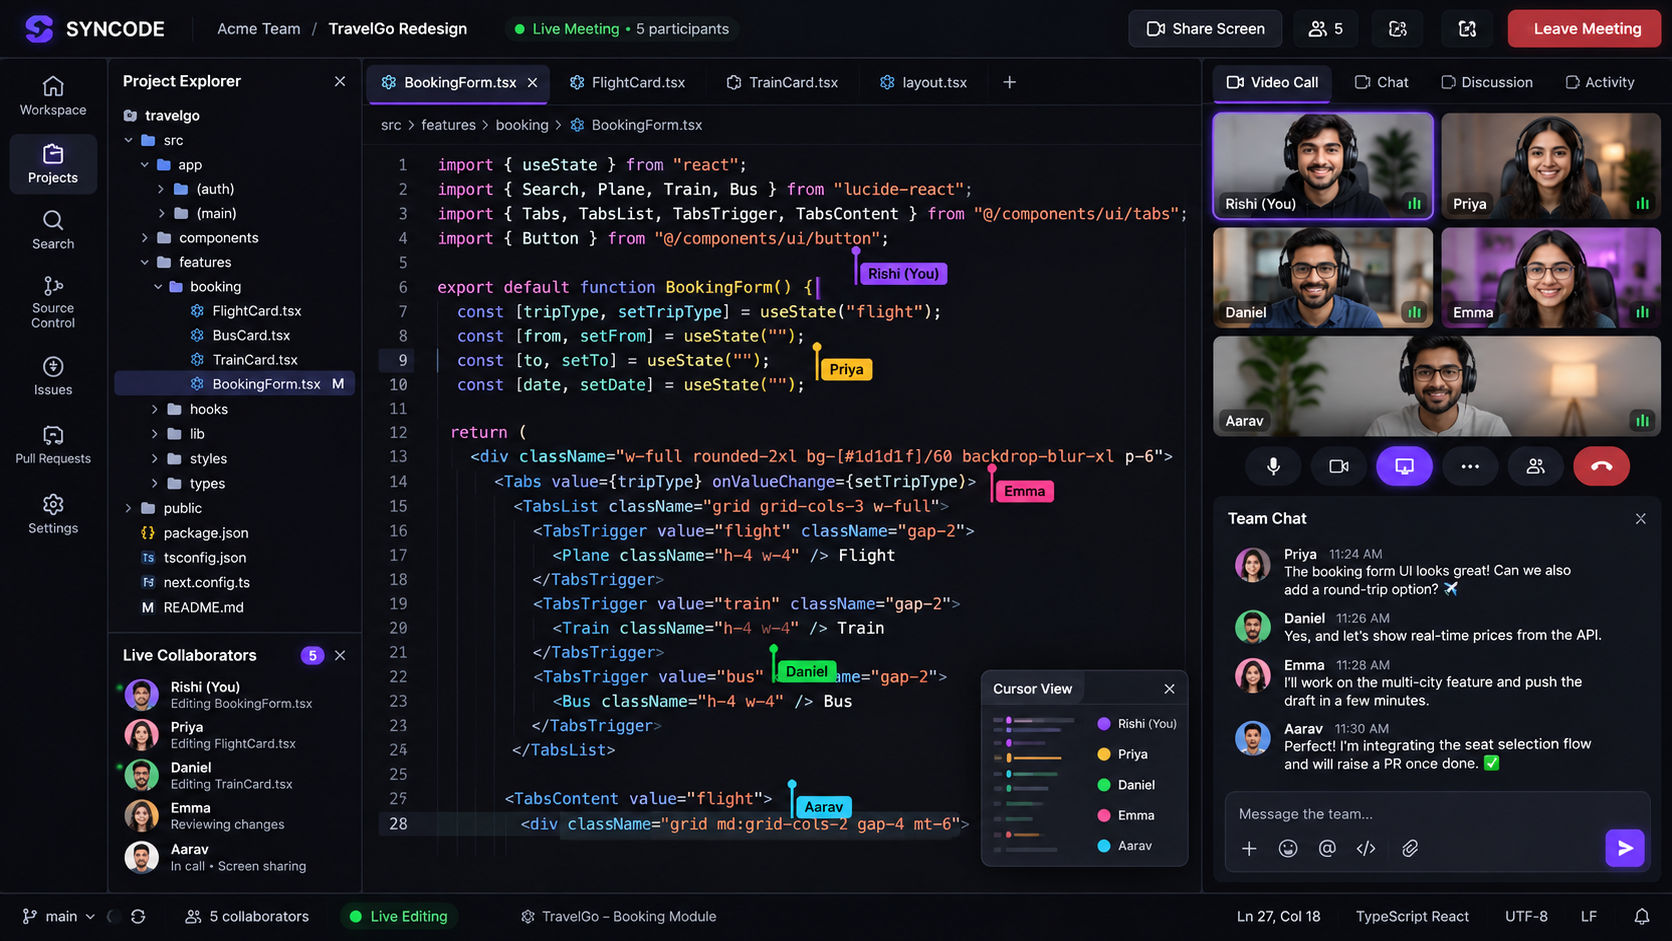 SYNCODE
Acme Team / TravelGo Redesign
Live Meeting • 5 participants
Share Screen
5
Leave Meeting
Workspace
Projects
Search
Source
Control
Issues
Pull Requests
Settings
Project Explorer
travelgo
src
app
(auth)
(main)
components
features
booking
FlightCard.tsx
BusCard.tsx
TrainCard.tsx
BookingForm.tsx M
hooks
lib
styles
types
public
{} package.json
Ts tsconfig.json
next.config.ts
M README.md
Live Collaborators 5
Rishi (You)
Editing BookingForm.tsx
Priya
Editing FlightCard.tsx
Daniel
Editing TrainCard.tsx
Emma
Reviewing changes
Aarav
In call • Screen sharing
BookingForm.tsx
FlightCard.tsx
TrainCard.tsx
layout.tsx
src > features > booking > BookingForm.tsx
1 import { useState } from "react";
2 import { Search, Plane, Train, Bus } from "lucide-react";
3 import { Tabs, TabsList, TabsTrigger, TabsContent } from "@/components/ui/tabs";
4 import { Button } from "@/components/ui/button";
5
Rishi (You)
6 export default function BookingForm() {
7 const [tripType, setTripType] = useState("flight");
8 const [from, setFrom] = useState("");
9 const [to, setTo] = useState("");
Priya
10 const [date, setDate] = useState("");
11
12 return (
13 <div className="w-full rounded-2xl bg-[#1d1d1f]/60 backdrop-blur-xl p-6">
14 <Tabs value={tripType} onValueChange={setTripType)>
Emma
15 <TabsList className="grid grid-cols-3 w-full">
16 <TabsTrigger value="flight" className="gap-2">
17 <Plane className="h-4 w-4" /> Flight
18 </TabsTrigger>
19 <TabsTrigger value="train" className="gap-2">
20 <Train className="h-4 w-4" /> Train
21 </TabsTrigger>
Daniel
22 <TabsTrigger value="bus" ame="gap-2">
23 <Bus className="h-4 w-4" /> Bus
23 </TabsTrigger>
24 </TabsList>
25
<TabsContent value="flight">
Aarav
28 <div className="grid md:grid-cols-2 gap-4 mt-6">
Cursor View
Rishi (You)
Priya
Daniel
Emma
Aarav
Video Call
Chat
Discussion
Activity
Rishi (You)
Priya
Daniel
Emma
Aarav
Team Chat
Priya 11:24 AM
The booking form UI looks great! Can we also
add a round-trip option? ✈️
Daniel 11:26 AM
Yes, and let's show real-time prices from the API.
Emma 11:28 AM
I'll work on the multi-city feature and push the
draft in a few minutes.
Aarav 11:30 AM
Perfect! I'm integrating the seat selection flow
and will raise a PR once done. ✅
Message the team...
main
5 collaborators
Live Editing
TravelGo – Booking Module
Ln 27, Col 18
TypeScript React
UTF-8
LF